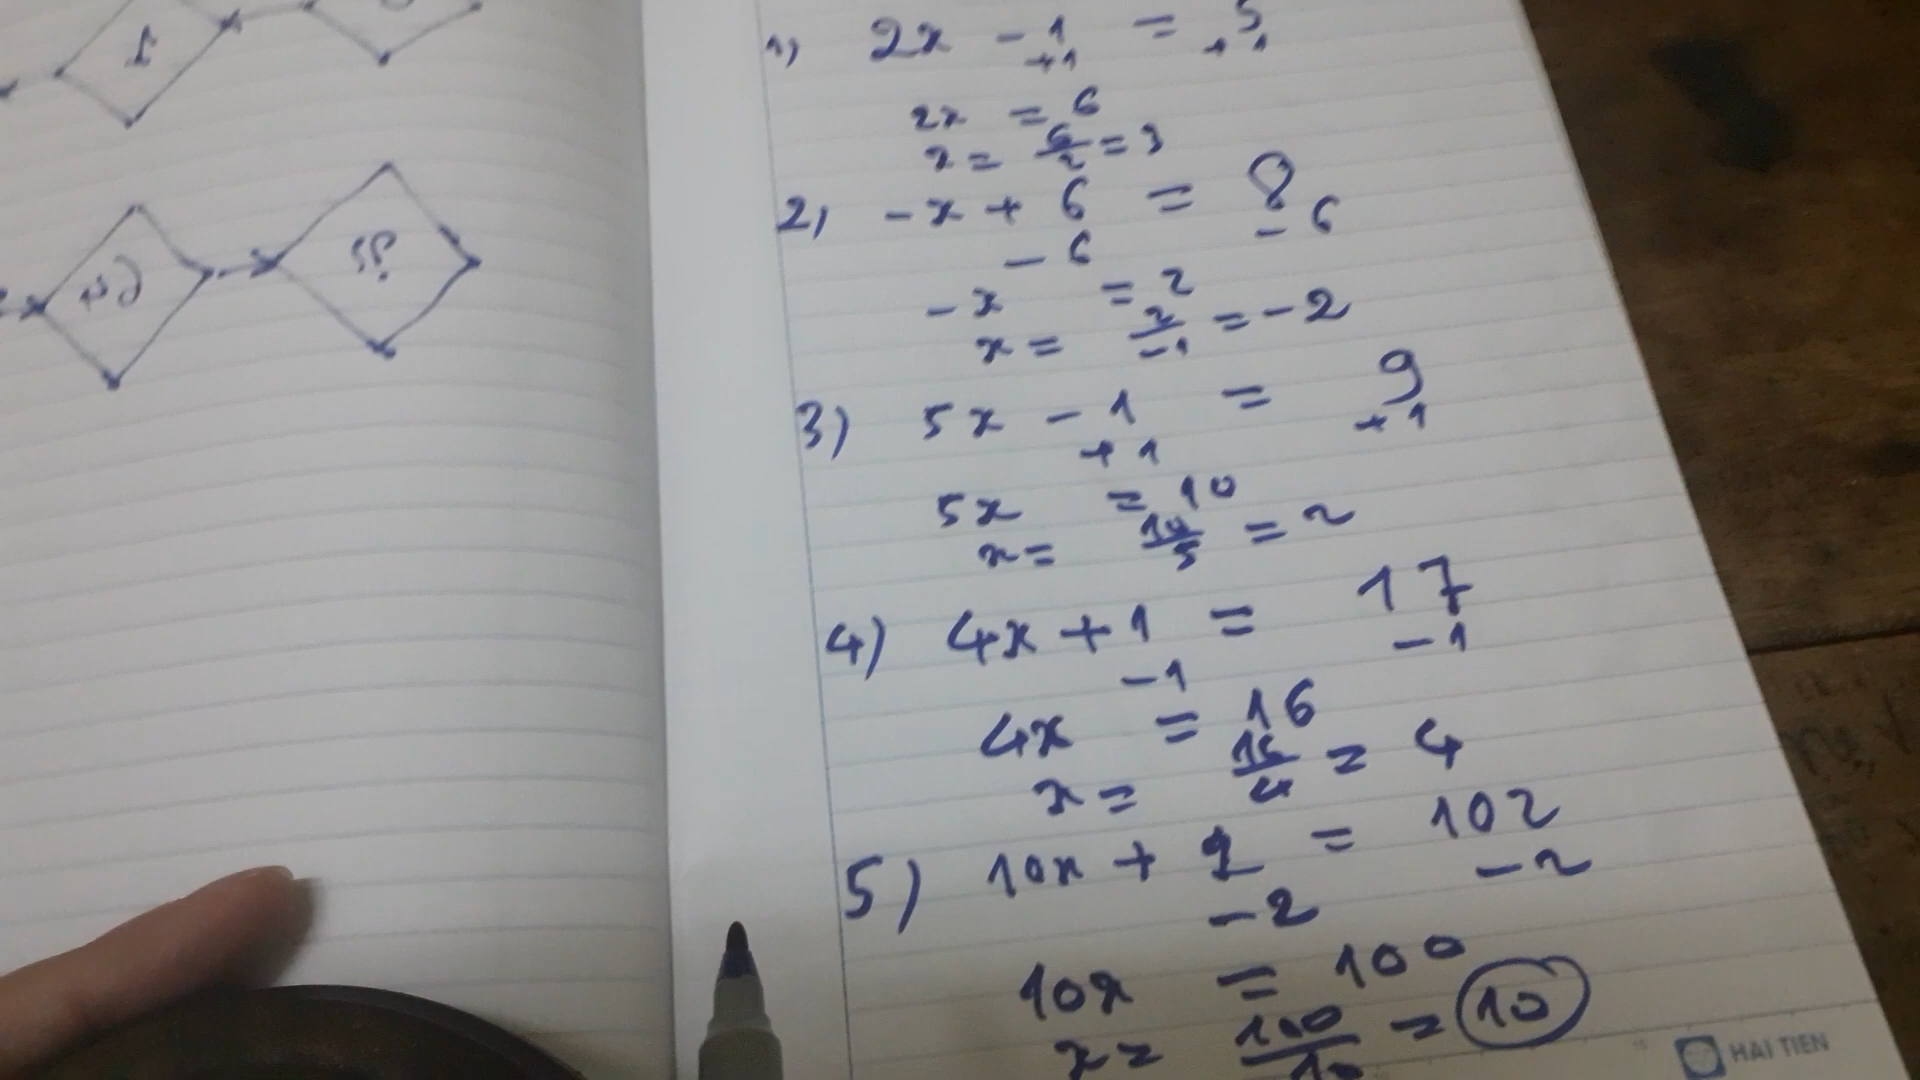 1) 2x - 1 = 5
+1 +1
2x = 6
x = 6/2 = 3
2) -x + 6 = 8
- 6 - 6
-x = 2
x = 2/-1 = -2
3) 5x - 1 = 9
+1 +1
5x = 10
x = 10/5 = 2
4) 4x + 1 = 17
-1 -1
4x = 16
x = 16/4 = 4
5) 10x + 2 = 102
-2 -2
10x = 100
x = 100/10 = 10
HAI TIEN